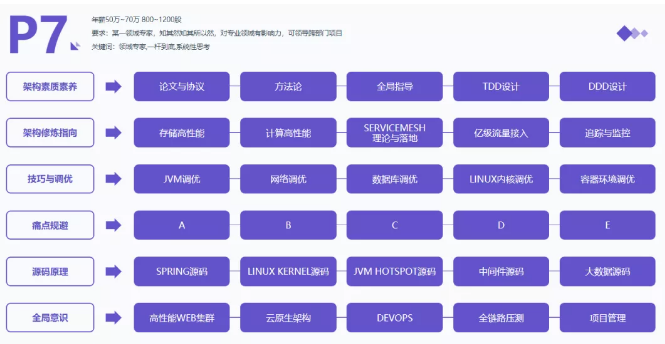 P7
年薪50万~70万 800~1200股
要求：某一领域专家，知其然知其所以然，对专业领域有影响力，可领导跨部门项目
关键词：领域专家,一杆到底,系统性思考
架构素质素养
论文与协议
方法论
全局指导
TDD设计
DDD设计
架构修炼指向
存储高性能
计算高性能
SERVICEMESH
理论与落地
亿级流量接入
追踪与监控
技巧与调优
JVM调优
网络调优
数据库调优
LINUX内核调优
容器环境调优
痛点规避
A
B
C
D
E
源码原理
SPRING源码
LINUX KERNEL源码
JVM HOTSPOT源码
中间件源码
大数据源码
全局意识
高性能WEB集群
云原生架构
DEVOPS
全链路压测
项目管理